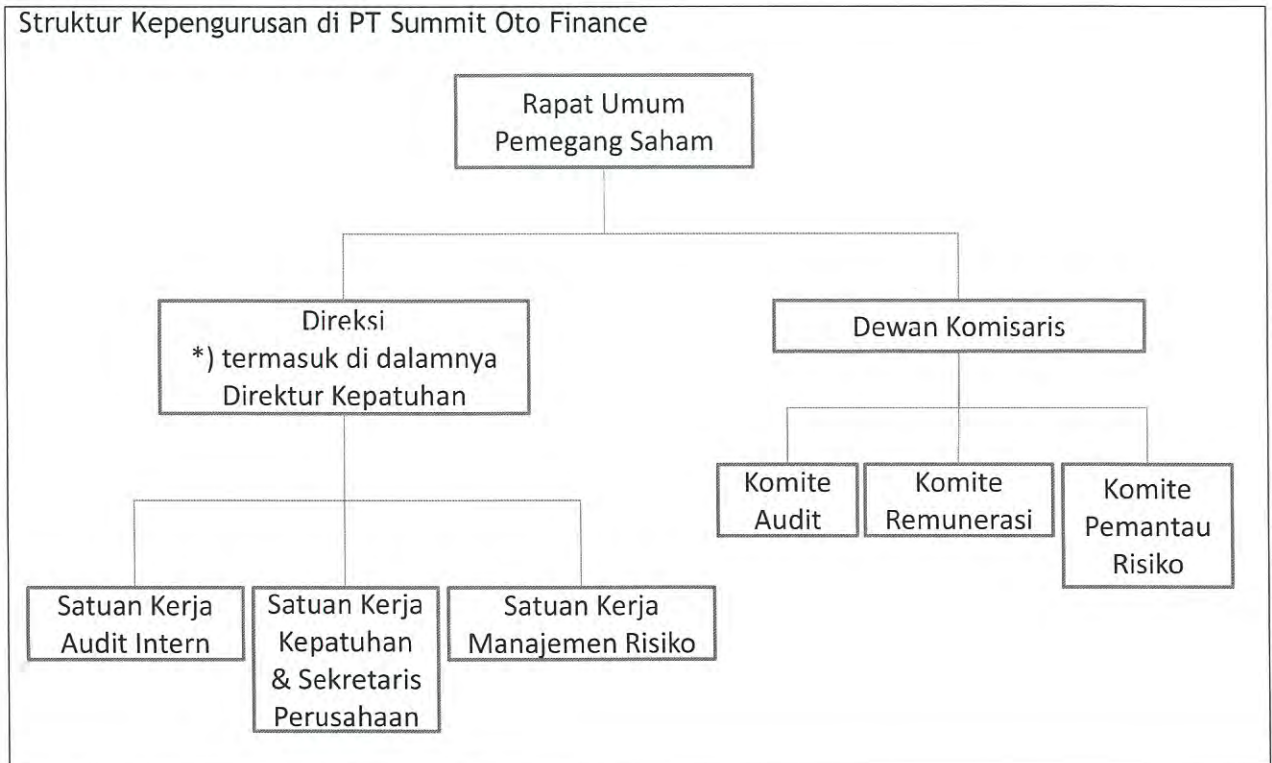 Struktur Kepengurusan di PT Summit Oto Finance
Rapat Umum
Pemegang Saham
Direksi
*) termasuk di dalamnya
Direktur Kepatuhan
Dewan Komisaris
Komite
Audit
Komite
Remunerasi
Komite
Pemantau
Risiko
Satuan Kerja
Audit Intern
Satuan Kerja
Kepatuhan
& Sekretaris
Perusahaan
Satuan Kerja
Manajemen Risiko